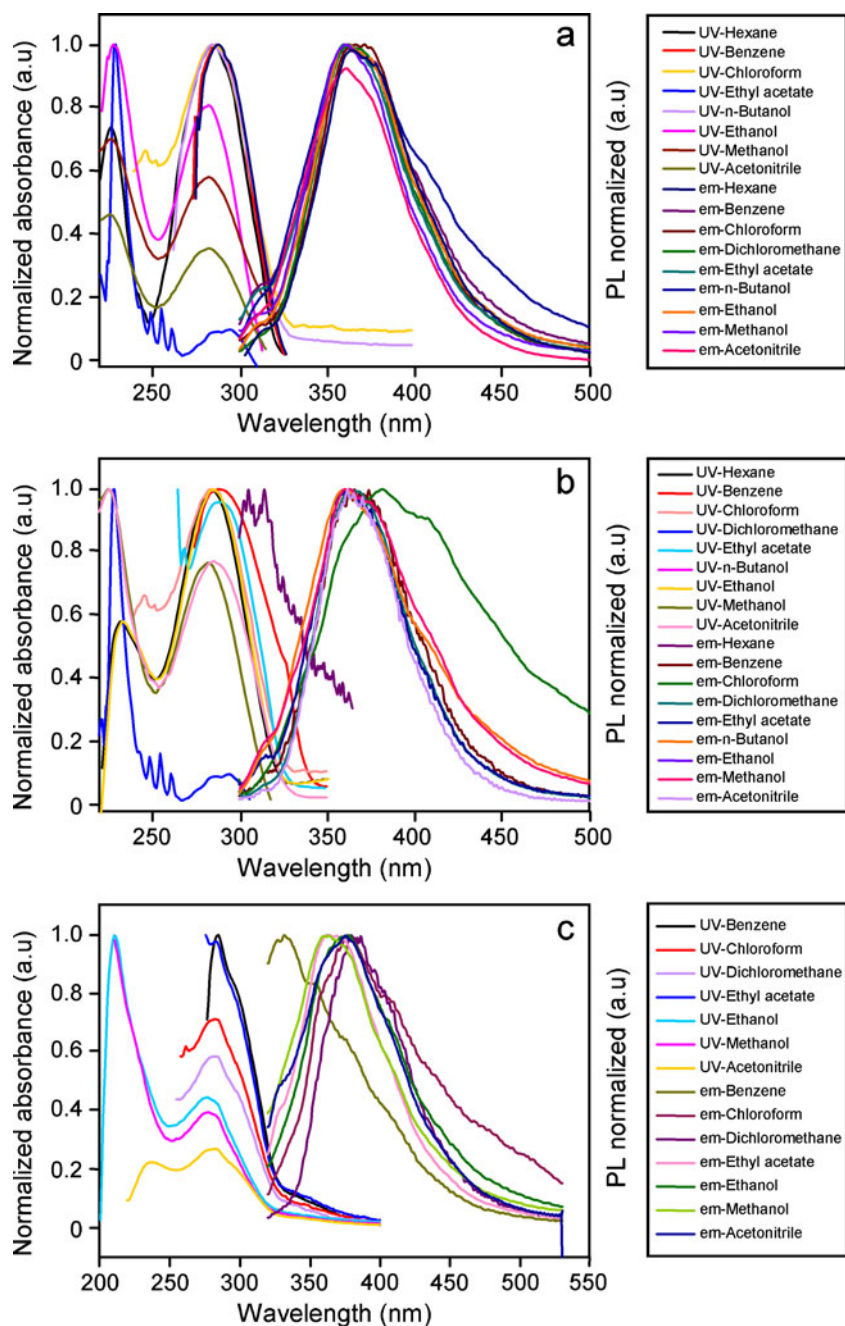 a
Normalized absorbance (a.u)
1.0
0.8
0.6
0.4
0.2
0
250 300 350 400 450 500
Wavelength (nm)
PL normalized (a.u)
UV-Hexane
UV-Benzene
UV-Chloroform
UV-Ethyl acetate
UV-n-Butanol
UV-Ethanol
UV-Methanol
UV-Acetonitrile
em-Hexane
em-Benzene
em-Chloroform
em-Dichloromethane
em-Ethyl acetate
em-n-Butanol
em-Ethanol
em-Methanol
em-Acetonitrile
b
Normalized absorbance (a.u)
1.0
0.8
0.6
0.4
0.2
0
250 300 350 400 450 500
Wavelength (nm)
PL normalized (a.u)
UV-Hexane
UV-Benzene
UV-Chloroform
UV-Dichloromethane
UV-Ethyl acetate
UV-n-Butanol
UV-Ethanol
UV-Methanol
UV-Acetonitrile
em-Hexane
em-Benzene
em-Chloroform
em-Dichloromethane
em-Ethyl acetate
em-n-Butanol
em-Ethanol
em-Methanol
em-Acetonitrile
c
Normalized absorbance (a.u)
1.0
0.8
0.6
0.4
0.2
0
200 250 300 350 400 450 500 550
Wavelength (nm)
PL normalized (a.u)
UV-Benzene
UV-Chloroform
UV-Dichloromethane
UV-Ethyl acetate
UV-Ethanol
UV-Methanol
UV-Acetonitrile
em-Benzene
em-Chloroform
em-Dichloromethane
em-Ethyl acetate
em-Ethanol
em-Methanol
em-Acetonitrile